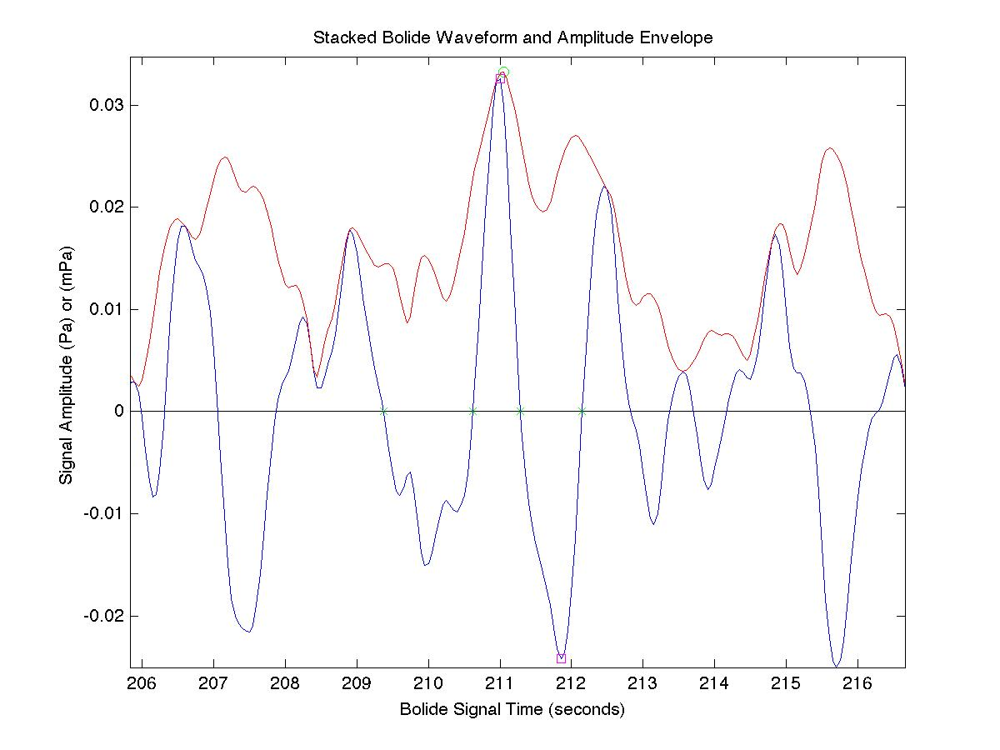 Stacked Bolide Waveform and Amplitude Envelope
Signal Amplitude (Pa) or (mPa)
0.03
0.02
0.01
0
-0.01
-0.02
206 207 208 209 210 211 212 213 214 215 216
Bolide Signal Time (seconds)